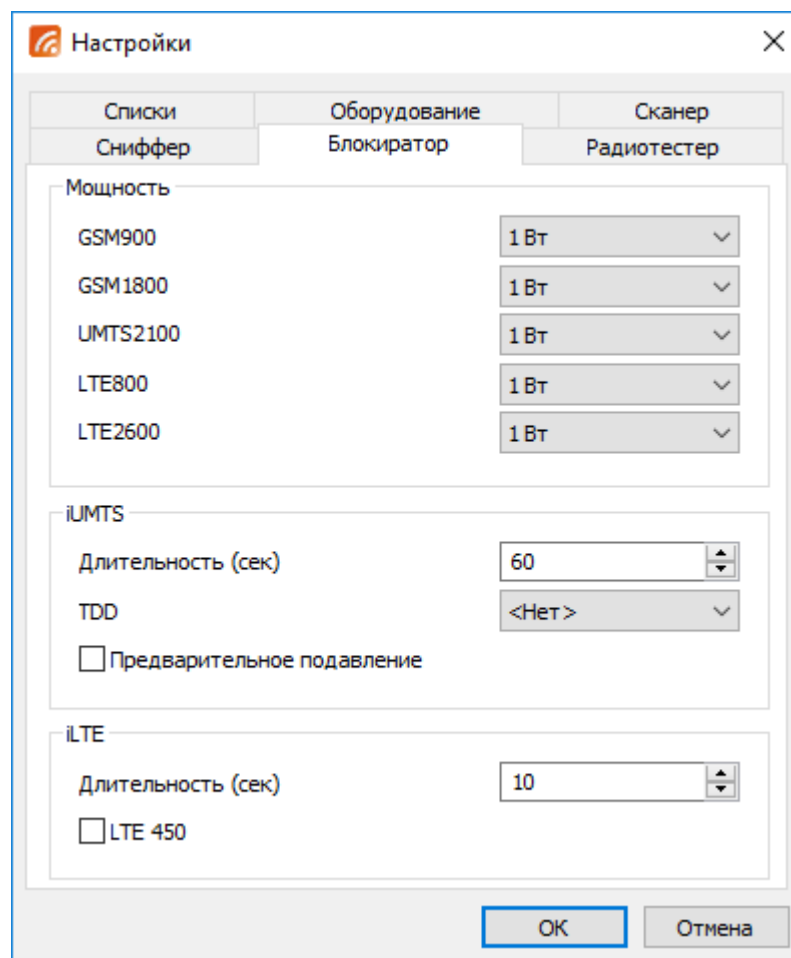 Настройки
Списки Оборудование Сканер
Сниффер Блокиратор Радиотестер
Мощность
GSM900 1 Вт
GSM1800 1 Вт
UMTS2100 1 Вт
LTE800 1 Вт
LTE2600 1 Вт
iUMTS
Длительность (сек) 60
TDD <Нет>
Предварительное подавление
iLTE
Длительность (сек) 10
LTE 450
OK Отмена